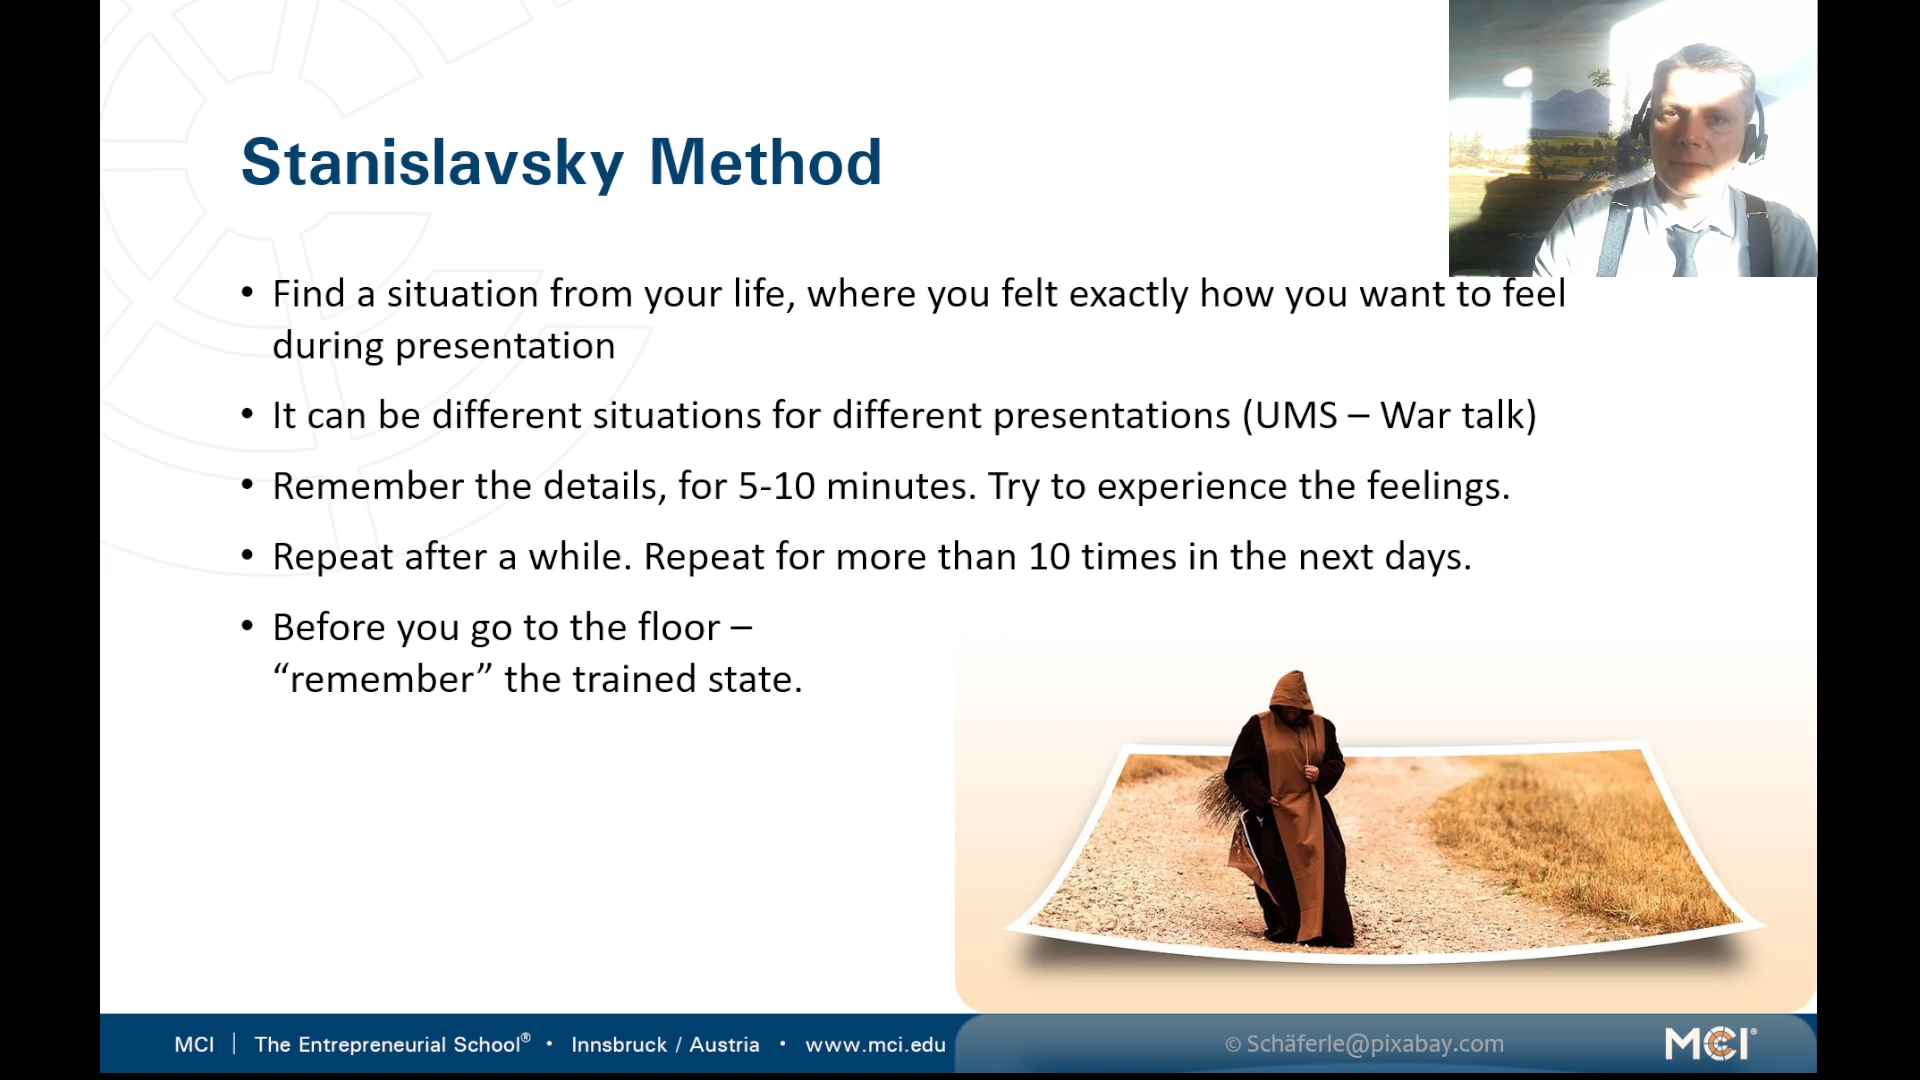 Stanislavsky Method
• Find a situation from your life, where you felt exactly how you want to feel
during presentation
• It can be different situations for different presentations (UMS – War talk)
• Remember the details, for 5-10 minutes. Try to experience the feelings.
• Repeat after a while. Repeat for more than 10 times in the next days.
• Before you go to the floor –
“remember” the trained state.
MCI | The Entrepreneurial School® • Innsbruck / Austria • www.mci.edu
© Schäferle@pixabay.com
MCI®